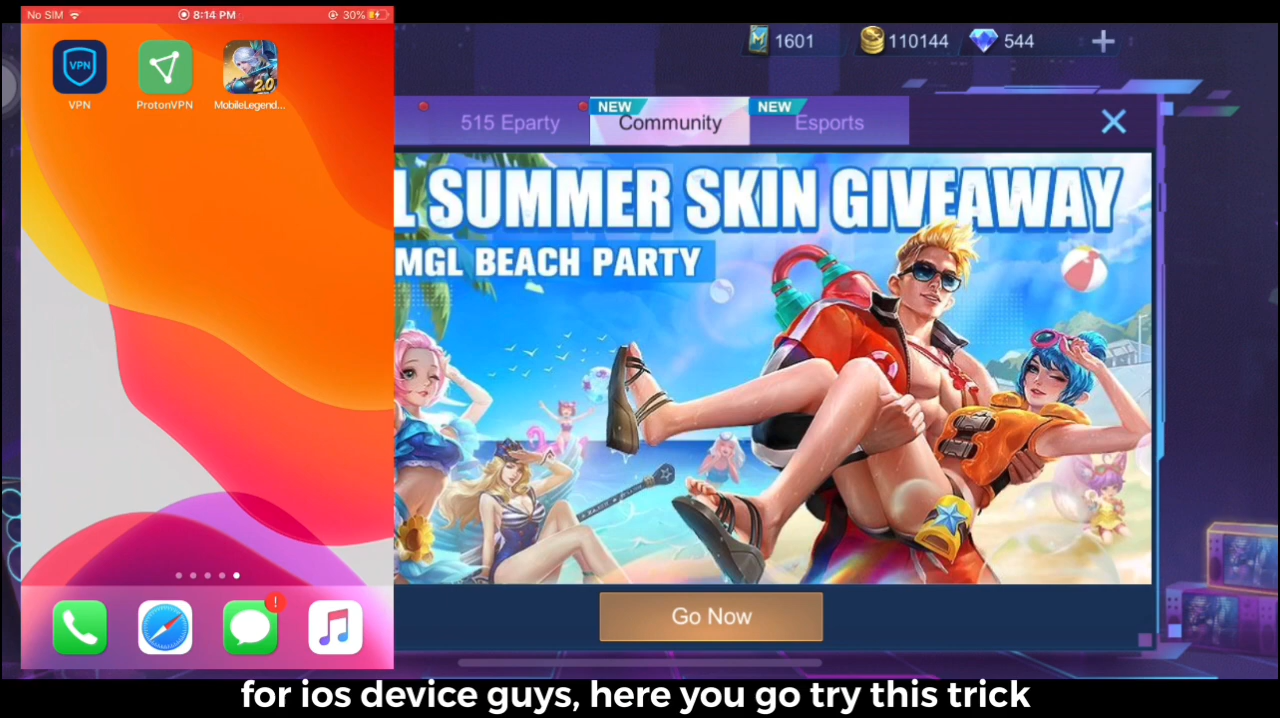 No SIM 8:14 PM 30%
VPN
VPN
ProtonVPN
2.0
MobileLegend...
1601 110144 544
515 Eparty
NEW
Community
NEW
Esports
L SUMMER SKIN GIVEAWAY
MGL BEACH PARTY
Go Now
for ios device guys, here you go try this trick